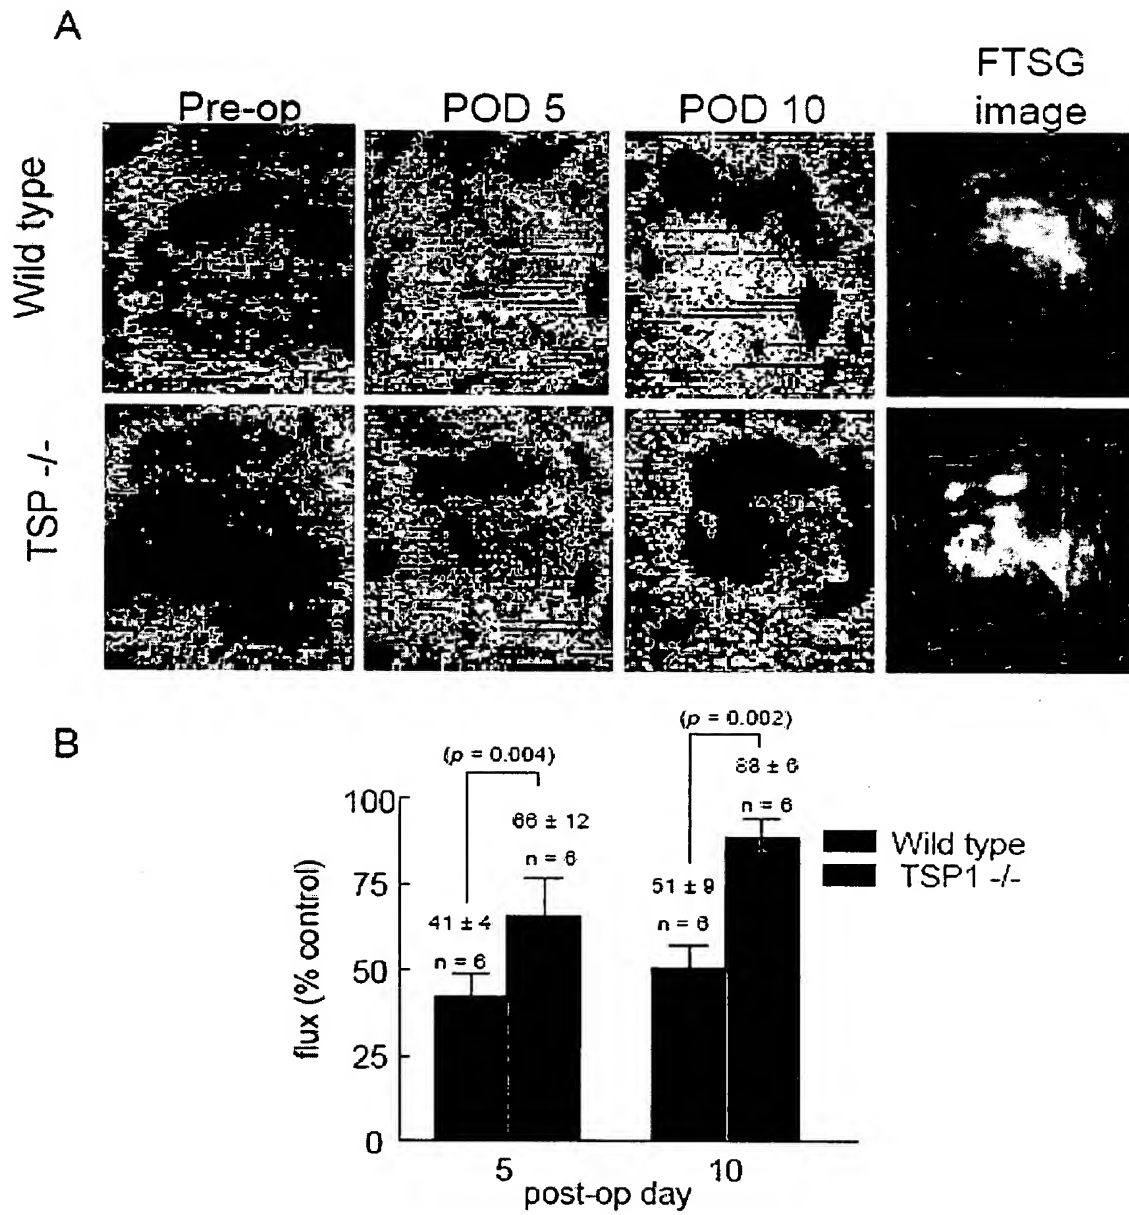 A
Pre-op
POD 5
POD 10
FTSG
image
Wild type
TSP -/-
B
(p = 0.004)
(p = 0.002)
41 ± 4
n = 6
66 ± 12
n = 6
51 ± 9
n = 6
88 ± 6
n = 6
Wild type
TSP1 -/-
flux (% control)
100
75
50
25
0
5
10
post-op day